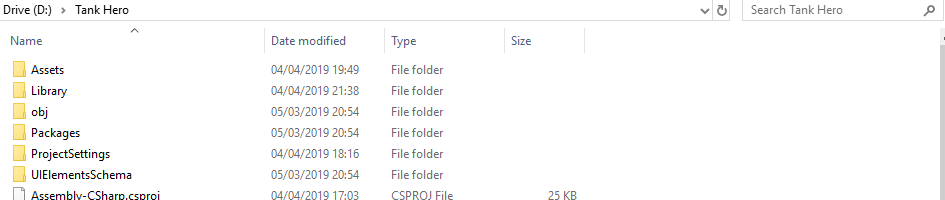 Drive (D:) > Tank Hero > Search Tank Hero
Name Date modified Type Size
Assets 04/04/2019 19:49 File folder
Library 04/04/2019 21:38 File folder
obj 05/03/2019 20:54 File folder
Packages 05/03/2019 20:54 File folder
ProjectSettings 04/04/2019 18:16 File folder
UIElementsSchema 05/03/2019 20:54 File folder
Assembly-CSharp.csproj 04/04/2019 17:03 CSPROJ File 25 KB